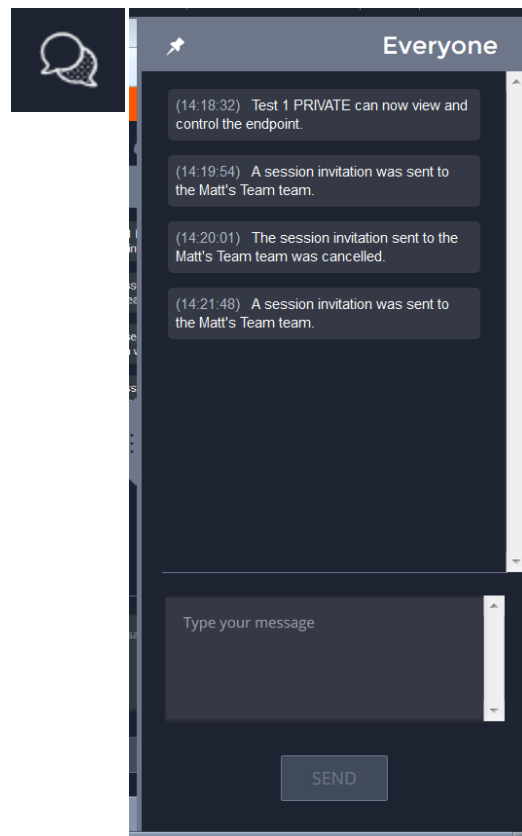 Everyone
(14:18:32) Test 1 PRIVATE can now view and
control the endpoint.
(14:19:54) A session invitation was sent to
the Matt's Team team.
(14:20:01) The session invitation sent to the
Matt's Team team was cancelled.
(14:21:48) A session invitation was sent to
the Matt's Team team.
Type your message
SEND